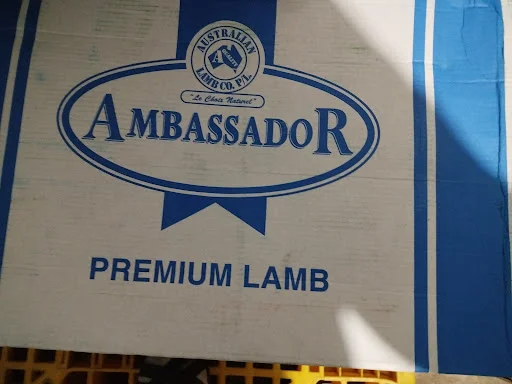 AUSTRALIAN
LAMB CO. P/L.
"Le Choix Naturel"
AMBASSADOR
PREMIUM LAMB